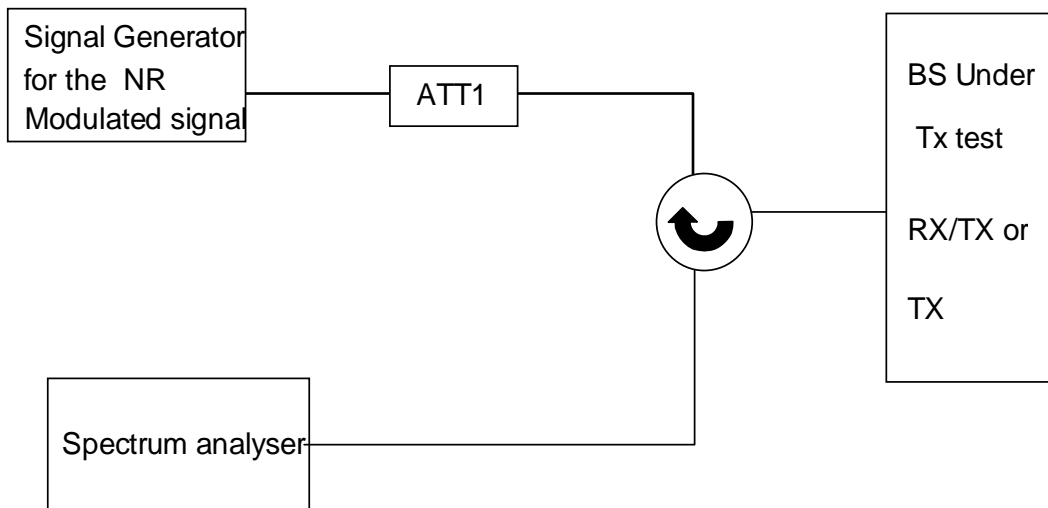 Signal Generator
for the NR
Modulated signal
ATT1
BS Under
Tx test
RX/TX or
TX
Spectrum analyser